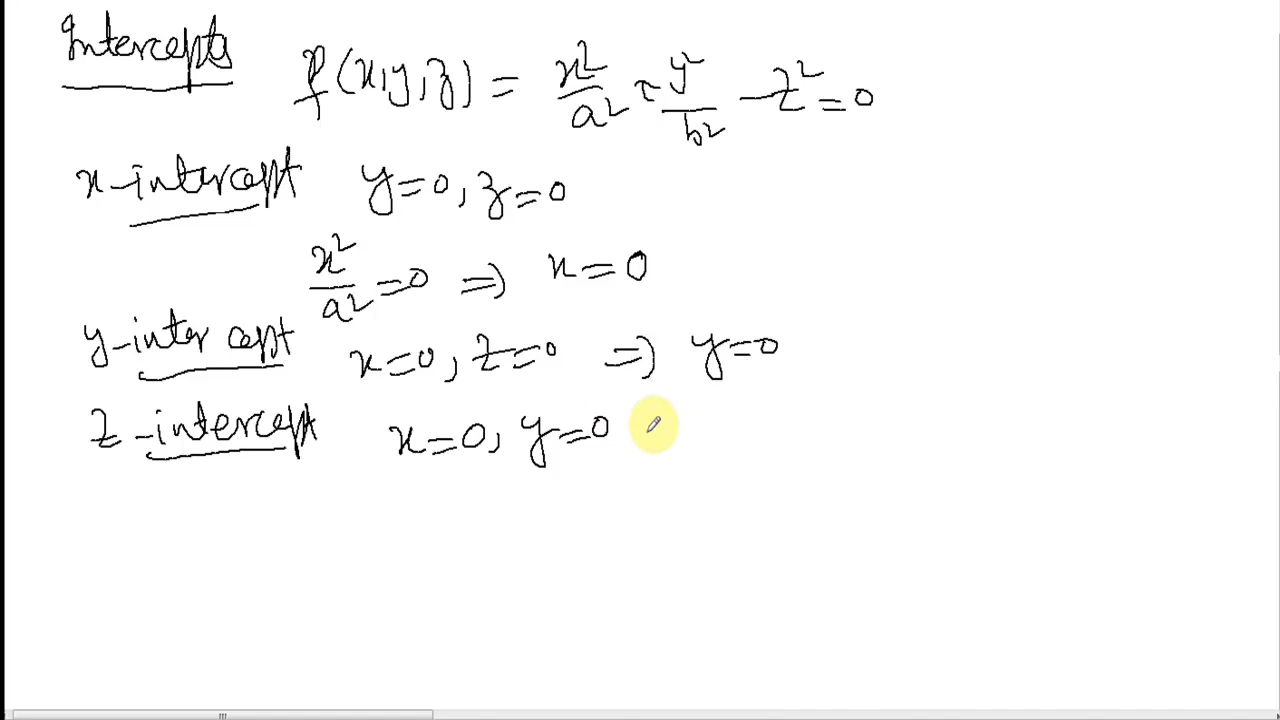 Intercepts
f(x,y,z) = x²/a² + y²/b² - z² = 0
x-intercept y=0, z=0
x²/a² = 0 => x=0
y-intercept x=0, z=0 => y=0
z-intercept x=0, y=0